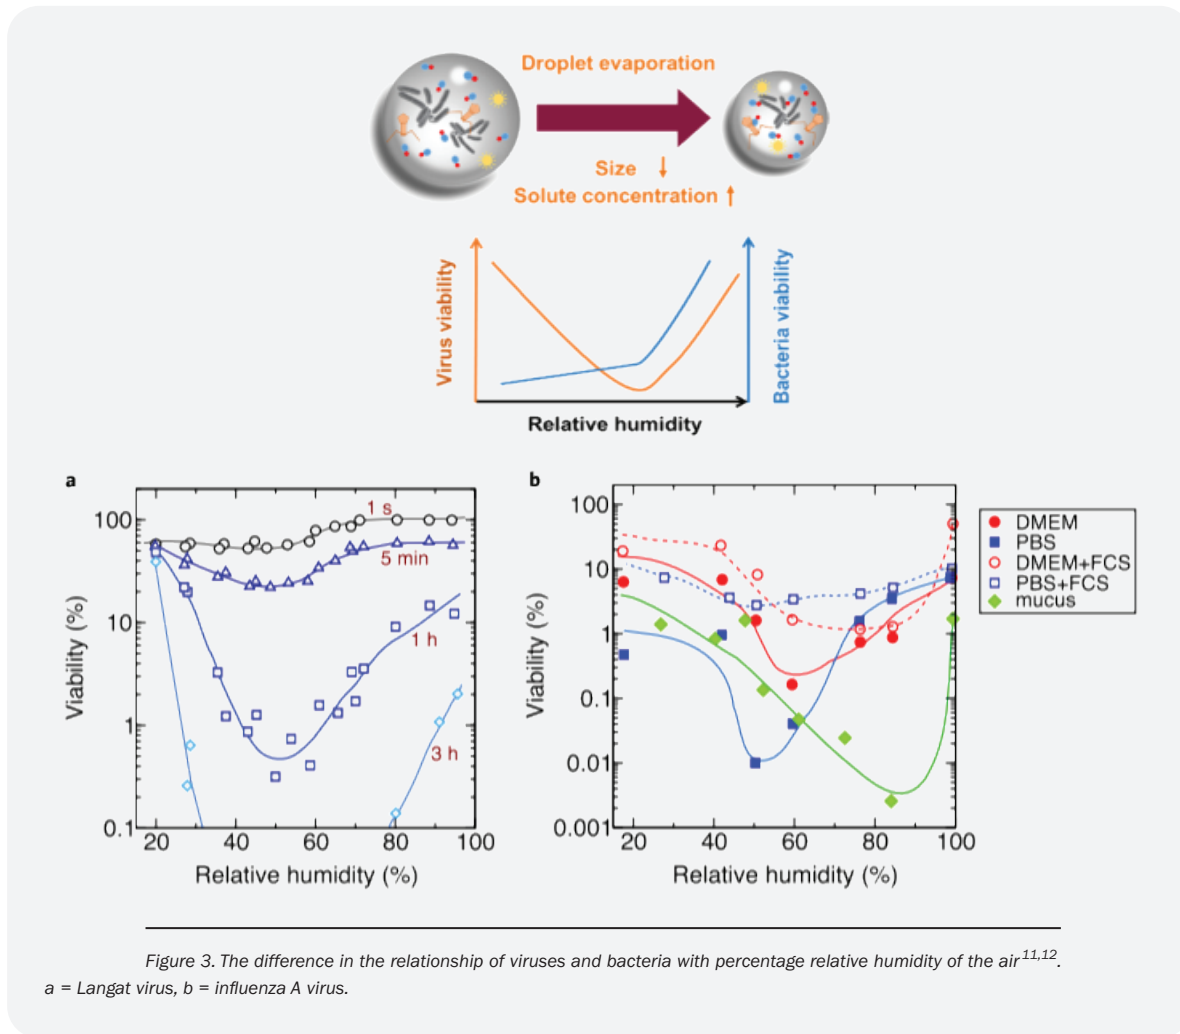 Droplet evaporation
Size ↓
Solute concentration ↑
Virus viability
Bacteria viability
Relative humidity
a
100
10
1
0.1
Viability (%)
1 s
5 min
1 h
3 h
20 40 60 80 100
Relative humidity (%)
b
100
10
1
0.1
0.01
0.001
Viability (%)
20 40 60 80 100
Relative humidity (%)
DMEM
PBS
DMEM+FCS
PBS+FCS
mucus
Figure 3. The difference in the relationship of viruses and bacteria with percentage relative humidity of the air11,12.
a = Langat virus, b = influenza A virus.